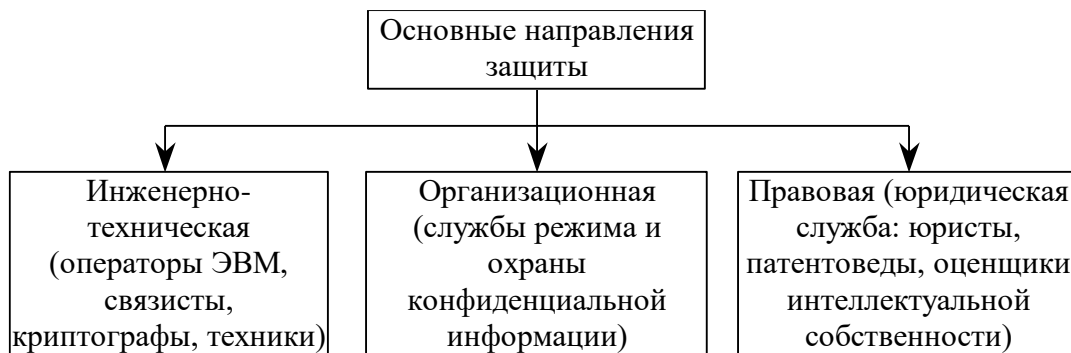 Основные направления
защиты
Инженерно-
техническая
(операторы ЭВМ,
связисты,
криптографы, техники)
Организационная
(службы режима и
охраны
конфиденциальной
информации)
Правовая (юридическая
служба: юристы,
патентоведы, оценщики
интеллектуальной
собственности)